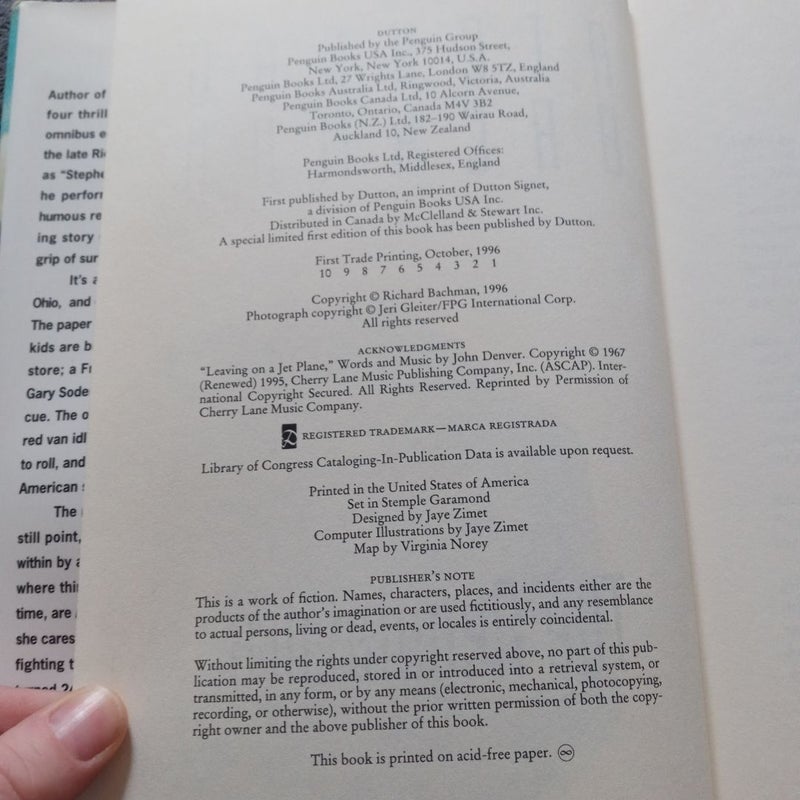 Author of
four thrill
omnibus e
the late Ri
as "Stephe
he perfor
humous re
ing story
grip of sur
It's a
Ohio, and
The paper
kids are b
store; a Fr
Gary Sode
cue. The o
red van idl
to roll, and
American
The
still point,
within by a
where thi
time, are
she cares
fighting t
DUTTON
Published by the Penguin Group
Penguin Books USA Inc., 375 Hudson Street,
New York, New York 10014, U.S.A.
Penguin Books Ltd, 27 Wrights Lane, London W8 5TZ, England
Penguin Books Australia Ltd, Ringwood, Victoria, Australia
Penguin Books Canada Ltd, 10 Alcorn Avenue,
Toronto, Ontario, Canada M4V 3B2
Penguin Books (N.Z.) Ltd, 182–190 Wairau Road,
Auckland 10, New Zealand
Penguin Books Ltd, Registered Offices:
Harmondsworth, Middlesex, England
First published by Dutton, an imprint of Dutton Signet,
a division of Penguin Books USA Inc.
Distributed in Canada by McClelland & Stewart Inc.
A special limited first edition of this book has been published by Dutton.
First Trade Printing, October, 1996
10 9 8 7 6 5 4 3 2 1
Copyright © Richard Bachman, 1996
Photograph copyright © Jeri Gleiter/FPG International Corp.
All rights reserved
ACKNOWLEDGMENTS
"Leaving on a Jet Plane," Words and Music by John Denver. Copyright © 1967
(Renewed) 1995, Cherry Lane Music Publishing Company, Inc. (ASCAP). Inter-
national Copyright Secured. All Rights Reserved. Reprinted by Permission of
Cherry Lane Music Company.
REGISTERED TRADEMARK—MARCA REGISTRADA
Library of Congress Cataloging-In-Publication Data is available upon request.
Printed in the United States of America
Set in Stemple Garamond
Designed by Jaye Zimet
Computer Illustrations by Jaye Zimet
Map by Virginia Norey
PUBLISHER'S NOTE
This is a work of fiction. Names, characters, places, and incidents either are the
products of the author's imagination or are used fictitiously, and any resemblance
to actual persons, living or dead, events, or locales is entirely coincidental.
Without limiting the rights under copyright reserved above, no part of this pub-
lication may be reproduced, stored in or introduced into a retrieval system, or
transmitted, in any form, or by any means (electronic, mechanical, photocopying,
recording, or otherwise), without the prior written permission of both the copy-
right owner and the above publisher of this book.
This book is printed on acid-free paper.